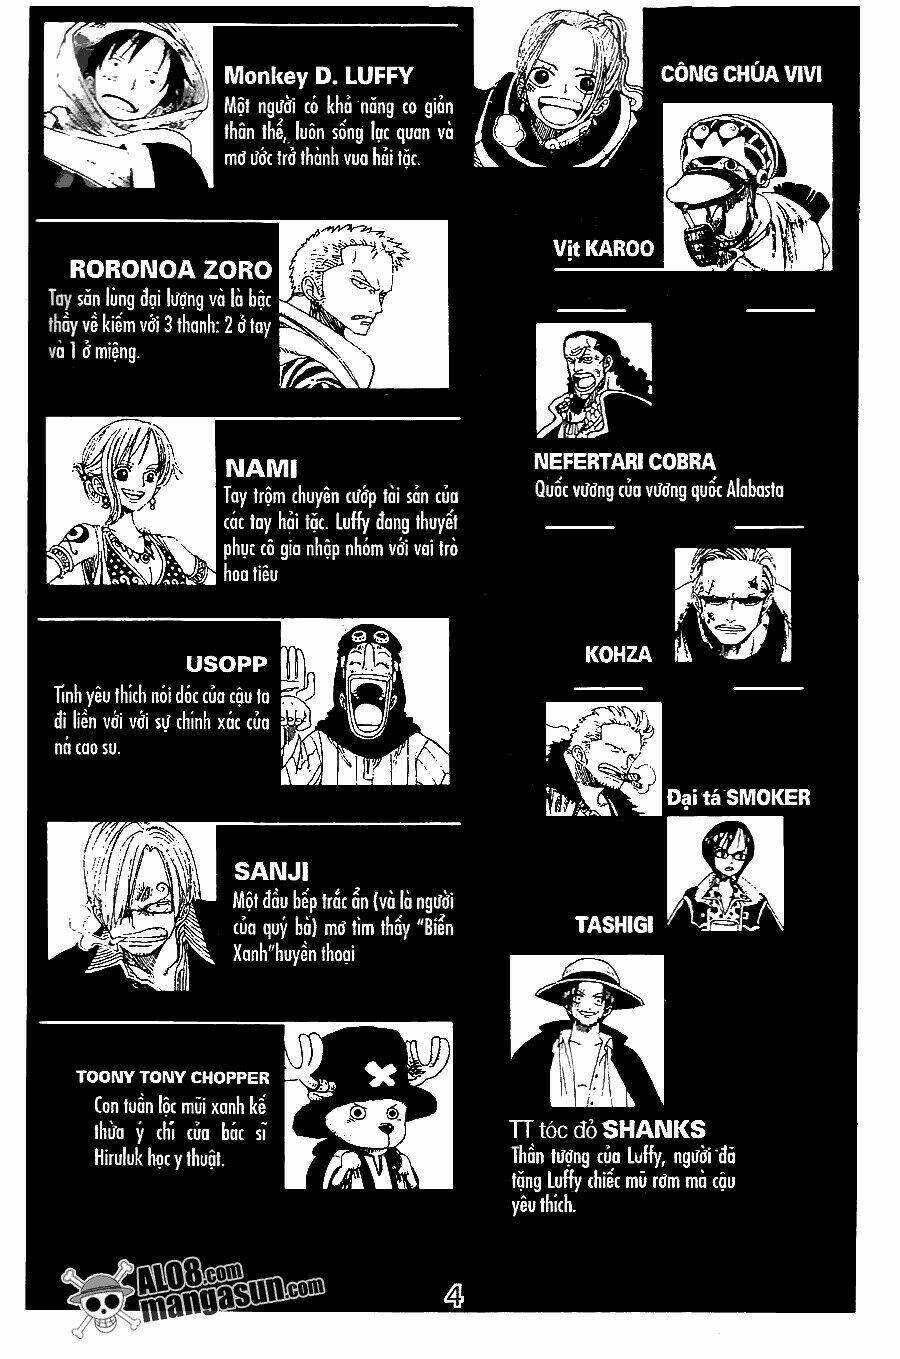 Monkey D. LUFFY
Một người có khả năng co giản
thân thể, luôn sống lạc quan và
mơ ước trở thành vua hải tặc.
RORONOA ZORO
Tay săn lùng đại lượng và là bậc
thầy về kiếm với 3 thanh: 2 ở tay
và 1 ở miệng.
NAMI
Tay trộm chuyên cướp tài sản của
các tay hải tặc. Luffy đang thuyết
phục cô gia nhập nhóm với vai trò
hoa tiêu
USOPP
Tính yêu thích nói dóc của cậu ta
đi liền với với sự chính xác của
ná cao su.
SANJI
Một đầu bếp trắc ẩn (và là người
của quý bà) mơ tìm thấy "Biển
Xanh"huyền thoại
TOONY TONY CHOPPER
Con tuần lộc mũi xanh kế
thừa ý chí của bác sĩ
Hiruluk học y thuật.
CÔNG CHÚA VIVI
Vịt KAROO
NEFERTARI COBRA
Quốc vương của vương quốc Alabasta
KOHZA
Đại tá SMOKER
TASHIGI
TT tóc đỏ SHANKS
Thần tượng của Luffy, người đã
tặng Luffy chiếc mũ rơm mà cậu
yêu thích.
AL08.com
mangasun.com
4